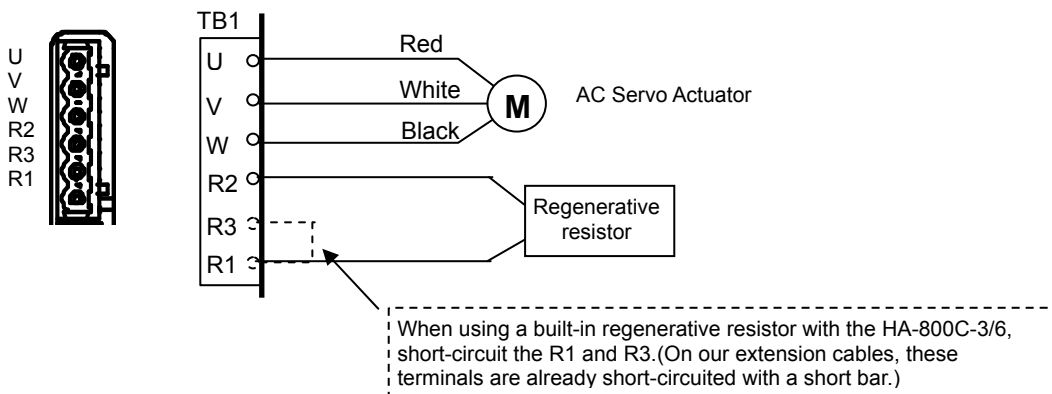 U
V
W
R2
R3
R1
TB1
U
V
W
R2
R3
R1
Red
White
Black
M
AC Servo Actuator
Regenerative
resistor
When using a built-in regenerative resistor with the HA-800C-3/6,
short-circuit the R1 and R3.(On our extension cables, these
terminals are already short-circuited with a short bar.)